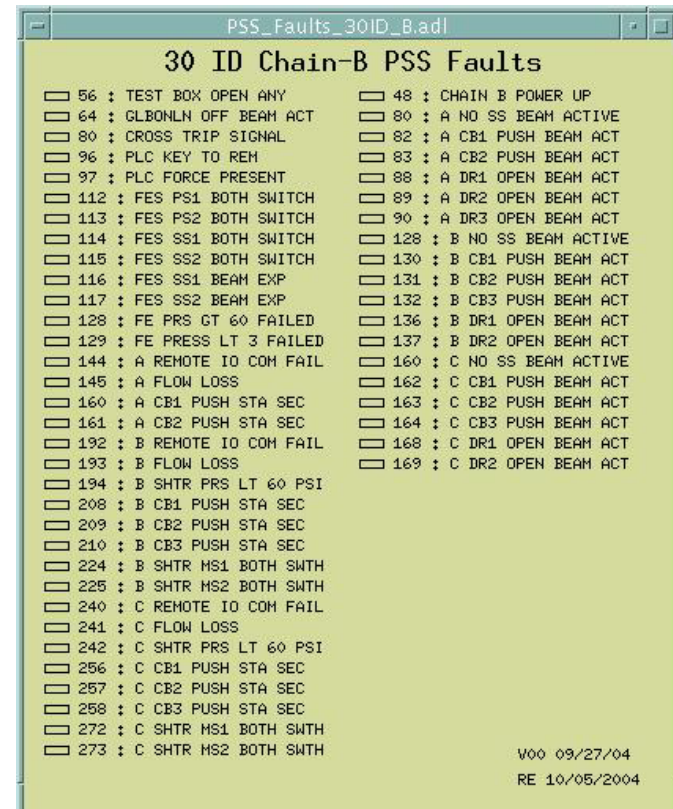 PSS_Faults_30ID_B.adl
30 ID Chain-B PSS Faults
56 : TEST BOX OPEN ANY
64 : GLBONLN OFF BEAM ACT
80 : CROSS TRIP SIGNAL
96 : PLC KEY TO REM
97 : PLC FORCE PRESENT
112 : FES PS1 BOTH SWITCH
113 : FES PS2 BOTH SWITCH
114 : FES SS1 BOTH SWITCH
115 : FES SS2 BOTH SWITCH
116 : FES SS1 BEAM EXP
117 : FES SS2 BEAM EXP
128 : FE PRS GT 60 FAILED
129 : FE PRESS LT 3 FAILED
144 : A REMOTE IO COM FAIL
145 : A FLOW LOSS
160 : A CB1 PUSH STA SEC
161 : A CB2 PUSH STA SEC
192 : B REMOTE IO COM FAIL
193 : B FLOW LOSS
194 : B SHTR PRS LT 60 PSI
208 : B CB1 PUSH STA SEC
209 : B CB2 PUSH STA SEC
210 : B CB3 PUSH STA SEC
224 : B SHTR MS1 BOTH SWTH
225 : B SHTR MS2 BOTH SWTH
240 : C REMOTE IO COM FAIL
241 : C FLOW LOSS
242 : C SHTR PRS LT 60 PSI
256 : C CB1 PUSH STA SEC
257 : C CB2 PUSH STA SEC
258 : C CB3 PUSH STA SEC
272 : C SHTR MS1 BOTH SWTH
273 : C SHTR MS2 BOTH SWTH
48 : CHAIN B POWER UP
80 : A NO SS BEAM ACTIVE
82 : A CB1 PUSH BEAM ACT
83 : A CB2 PUSH BEAM ACT
88 : A DR1 OPEN BEAM ACT
89 : A DR2 OPEN BEAM ACT
90 : A DR3 OPEN BEAM ACT
128 : B NO SS BEAM ACTIVE
130 : B CB1 PUSH BEAM ACT
131 : B CB2 PUSH BEAM ACT
132 : B CB3 PUSH BEAM ACT
136 : B DR1 OPEN BEAM ACT
137 : B DR2 OPEN BEAM ACT
160 : C NO SS BEAM ACTIVE
162 : C CB1 PUSH BEAM ACT
163 : C CB2 PUSH BEAM ACT
164 : C CB3 PUSH BEAM ACT
168 : C DR1 OPEN BEAM ACT
169 : C DR2 OPEN BEAM ACT
V00 09/27/04
RE 10/05/2004